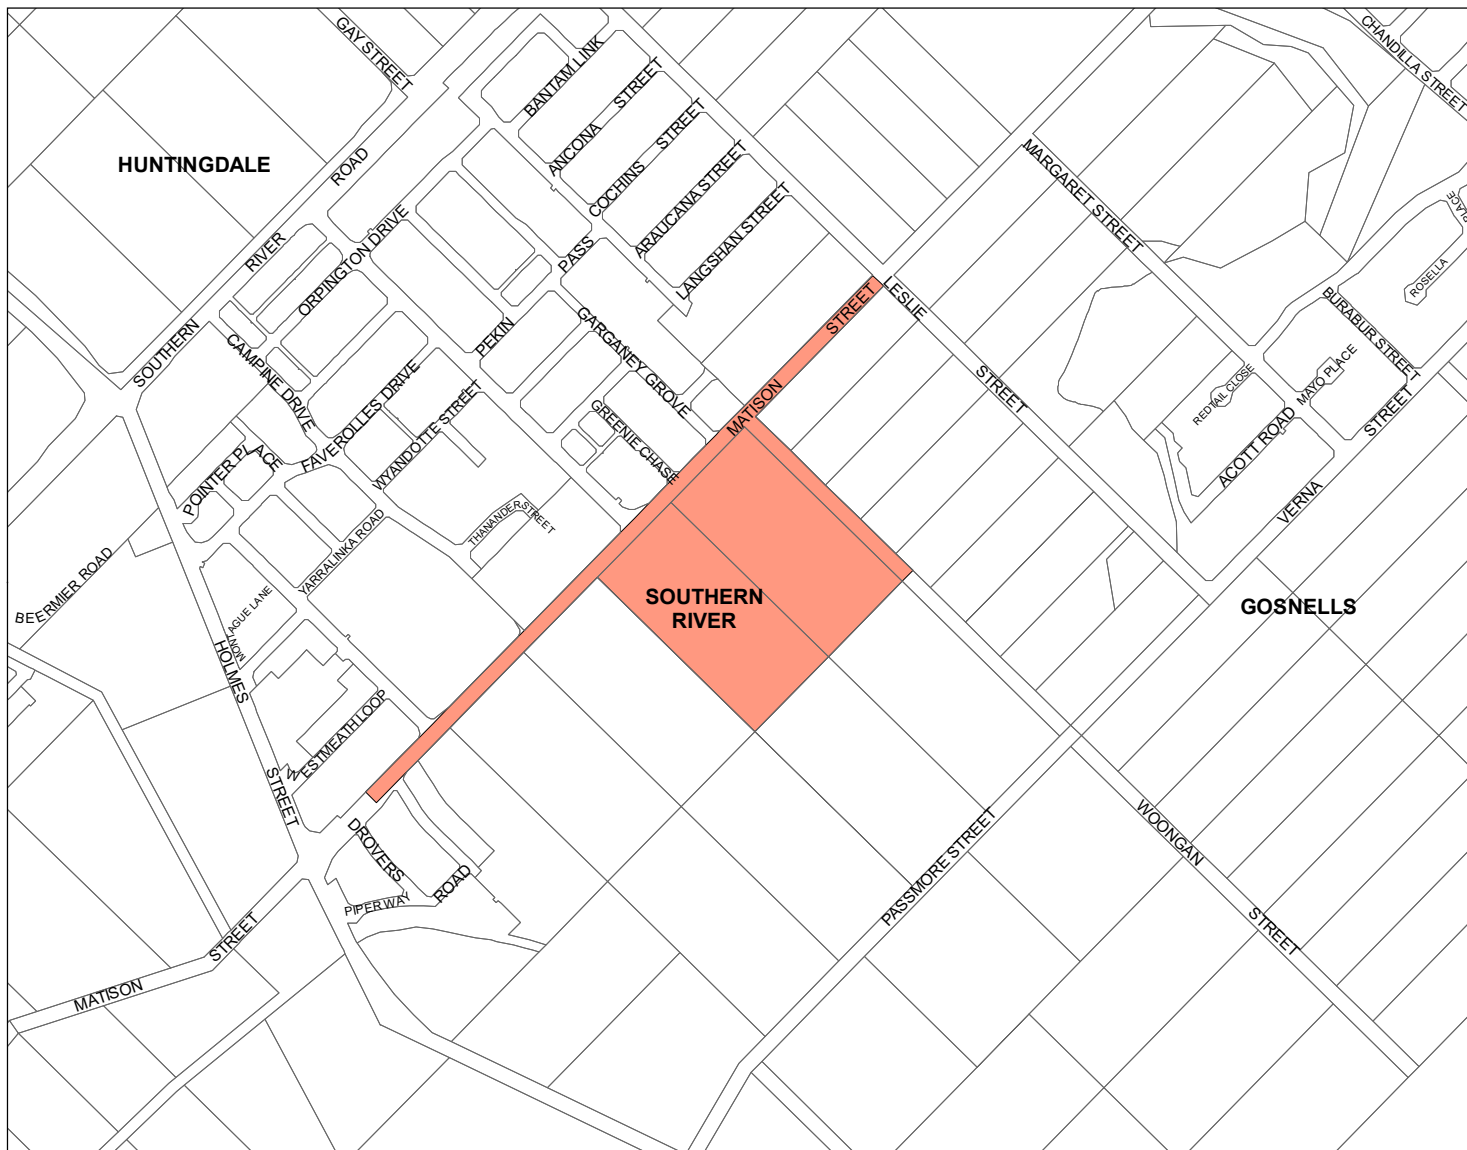 GAY STREET
CHANDILLA STREET
BANTAM LINK
ANCONA STREET
COCHINS STREET
ARAUCANA STREET
LANGSHAN STREET
MARGARET STREET
HUNTINGDALE
SOUTHERN RIVER ROAD
ORPINGTON DRIVE
PEKIN PASS
PLACE
ROSELLA
BURABUR STREET
MAYO PLACE
REDTAIL CLOSE
ACOTT ROAD
VERNA STREET
LESLIE STREET
MATISON STREET
GARGANEY GROVE
GREENIE CHASE
CAMPINE DRIVE
FAVEROLLES DRIVE
WYANDOTTE STREET
POINTER PLACE
THANANDER STREET
YARRALINKA ROAD
BEERMIER ROAD
MONTAGUE LANE
HOLMES STREET
WESTMEATH LOOP
SOUTHERN
RIVER
GOSNELLS
DROVERS ROAD
PIPER WAY
PASSMORE STREET
WOONGAN STREET
MATISON STREET